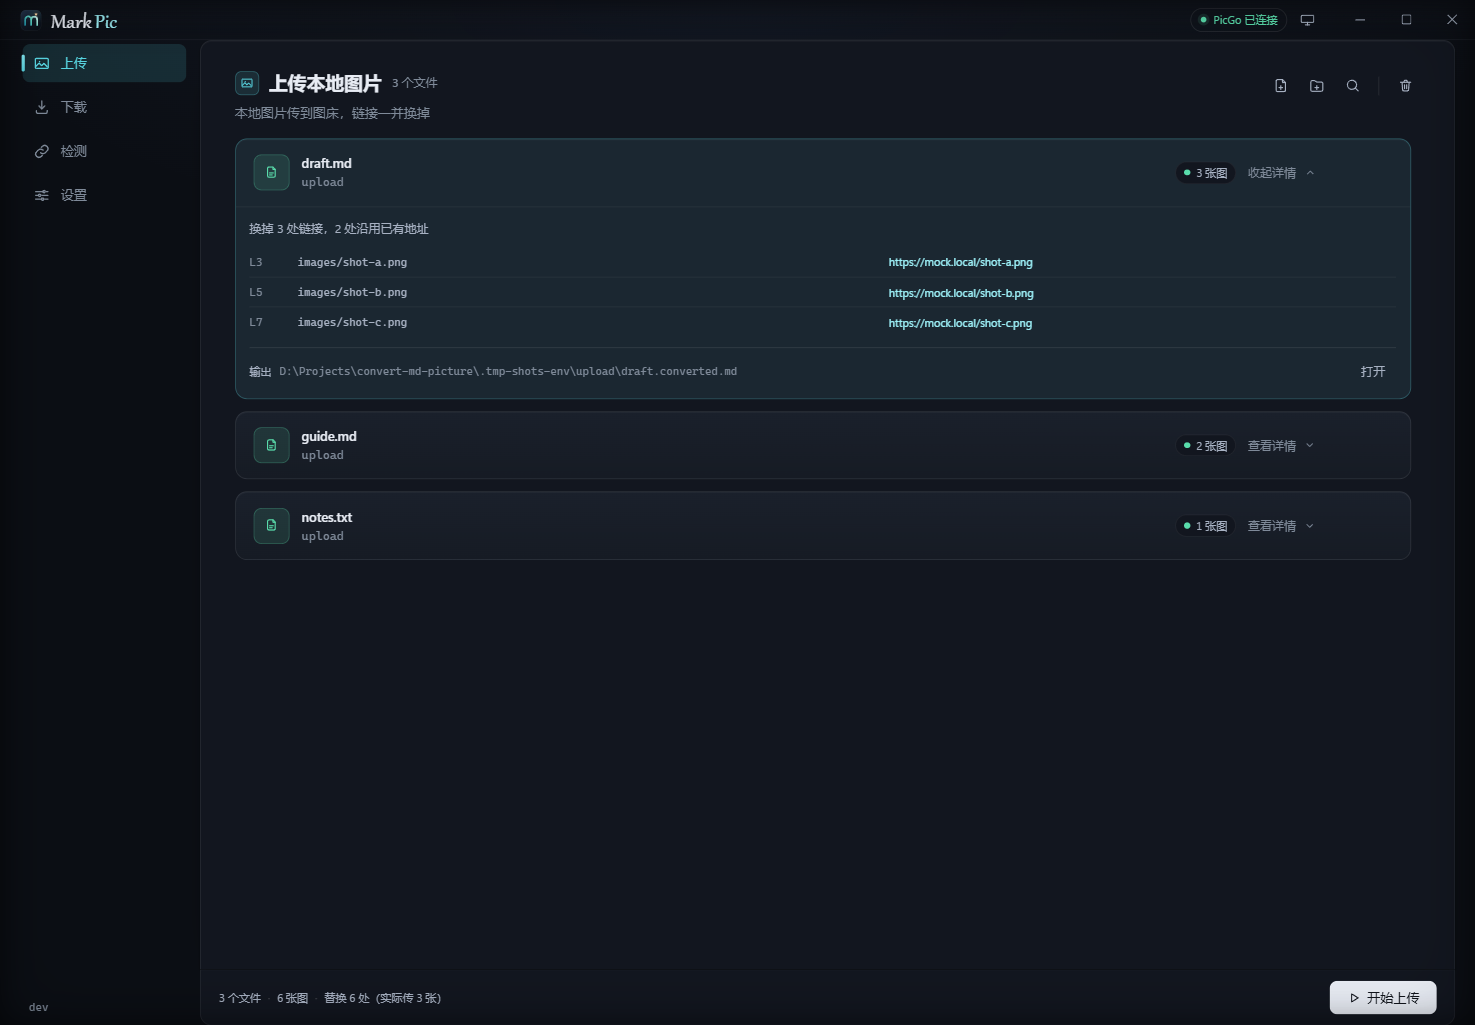 Mark Pic
PicGo 已连接
上传
下载
检测
设置
上传本地图片 3 个文件
本地图片传到图床，链接一并换掉
draft.md
upload
3 张图 收起详情
换掉 3 处链接，2 处沿用已有地址
L3 images/shot-a.png https://mock.local/shot-a.png
L5 images/shot-b.png https://mock.local/shot-b.png
L7 images/shot-c.png https://mock.local/shot-c.png
输出 D:\Projects\convert-md-picture\.tmp-shots-env\upload\draft.converted.md 打开
guide.md
upload
2 张图 查看详情
notes.txt
upload
1 张图 查看详情
3 个文件 · 6 张图 · 替换 6 处（实际传 3 张）
开始上传
dev